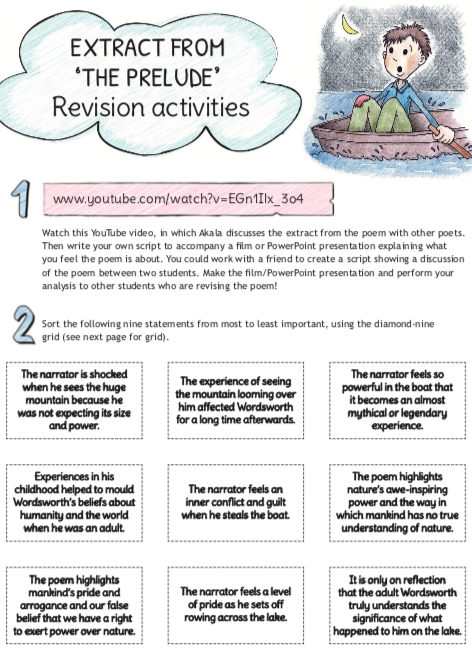 EXTRACT FROM
‘THE PRELUDE’
Revision activities
1
www.youtube.com/watch?v=EGn1Ilx_3o4
Watch this YouTube video, in which Akala discusses the extract from the poem with other poets.
Then write your own script to accompany a film or PowerPoint presentation explaining what
you feel the poem is about. You could work with a friend to create a script showing a discussion
of the poem between two students. Make the film/PowerPoint presentation and perform your
analysis to other students who are revising the poem!
2
Sort the following nine statements from most to least important, using the diamond-nine
grid (see next page for grid).
The narrator is shocked
when he sees the huge
mountain because he
was not expecting its size
and power.
The experience of seeing
the mountain looming over
him affected Wordsworth
for a long time afterwards.
The narrator feels so
powerful in the boat that
it becomes an almost
mythical or legendary
experience.
Experiences in his
childhood helped to mould
Wordsworth's beliefs about
humanity and the world
when he was an adult.
The narrator feels an
inner conflict and guilt
when he steals the boat.
The poem highlights
nature's awe-inspiring
power and the way in
which mankind has no true
understanding of nature.
The poem highlights
mankind's pride and
arrogance and our false
belief that we have a right
to exert power over nature.
The narrator feels a level
of pride as he sets off
rowing across the lake.
It is only on reflection
that the adult Wordsworth
truly understands the
significance of what
happened to him on the lake.